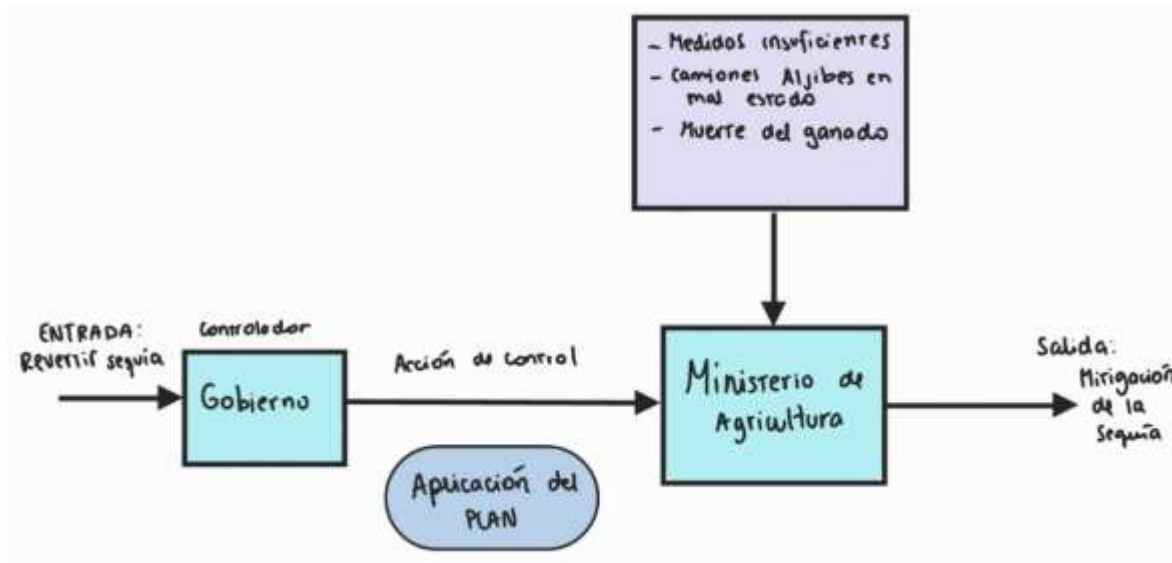 - Medidas insuficientes
- Camiones Aljibes en
mal estado
- Muerte del ganado
ENTRADA:
Revertir sequía
Controlador
Gobierno
Acción de control
Aplicación del
PLAN
Ministerio de
Agricultura
Salida:
Mitigación
de la
Sequía